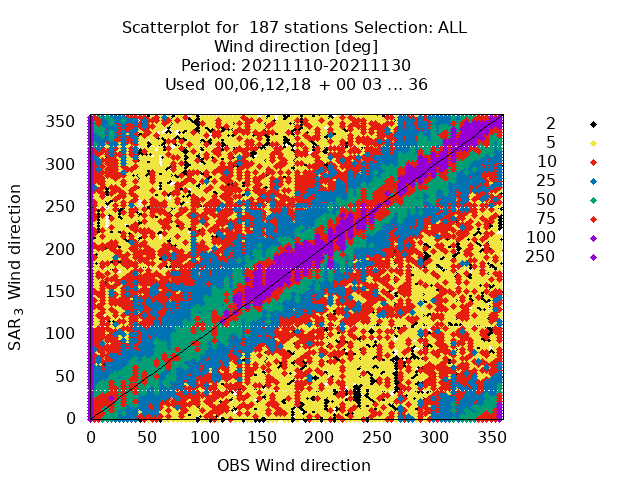 Scatterplot for 187 stations Selection: ALL
Wind direction [deg]
Period: 20211110-20211130
Used 00,06,12,18 + 00 03 ... 36
350
300
250
200
150
100
50
0
SAR3 Wind direction
0 50 100 150 200 250 300 350
OBS Wind direction
2
5
10
25
50
75
100
250